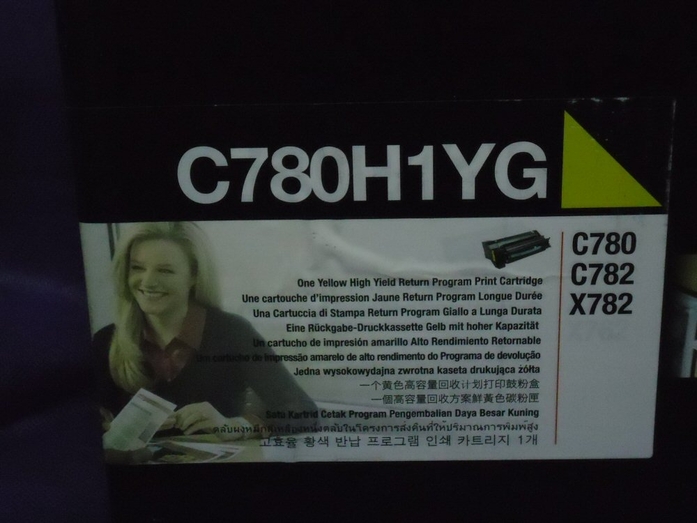 C780H1YG
One Yellow High Yield Return Program Print Cartridge
Une cartouche d'impression Jaune Return Program Longue Durée
Una Cartuccia di Stampa Return Program Giallo a Lunga Durata
Eine Rückgabe-Druckkassette Gelb mit hoher Kapazität
Un cartucho de impresión amarillo Alto Rendimiento Retornable
Um cartucho de impressão amarelo de alto rendimento do Programa de devolução
Jedna wysokowydajna zwrotna kaseta drukująca żółta
一个黄色高容量回收计划打印鼓粉盒
一個高容量回收方案鮮黃色碳粉匣
Satu Kartrid Cetak Program Pengembalian Daya Besar Kuning
고효율 황색 반납 프로그램 인쇄 카트리지 1개
C780
C782
X782